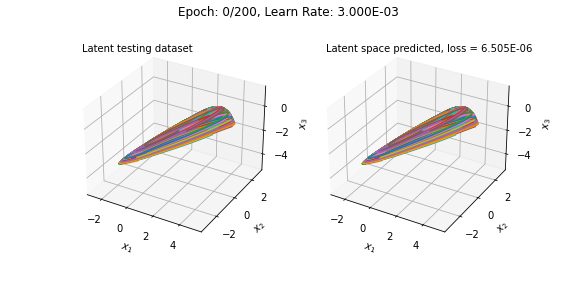 Epoch: 0/200, Learn Rate: 3.000E-03
Latent testing dataset
Latent space predicted, loss = 6.505E-06
0
−2
−4
x₃
−2
0
2
4
x₁
−2
0
2
x₂
0
−2
−4
x₃
−2
0
2
4
x₁
−2
0
2
x₂